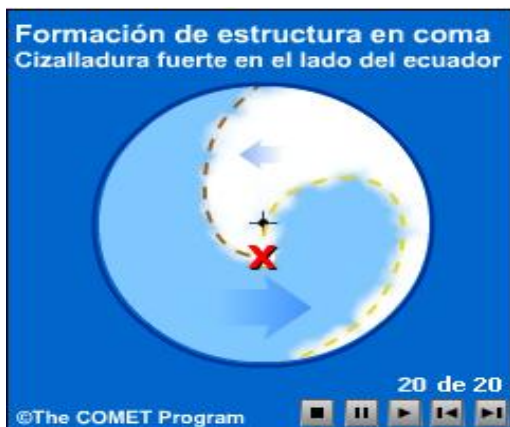 Formación de estructura en coma
Cizalladura fuerte en el lado del ecuador
X
20 de 20
©The COMET Program